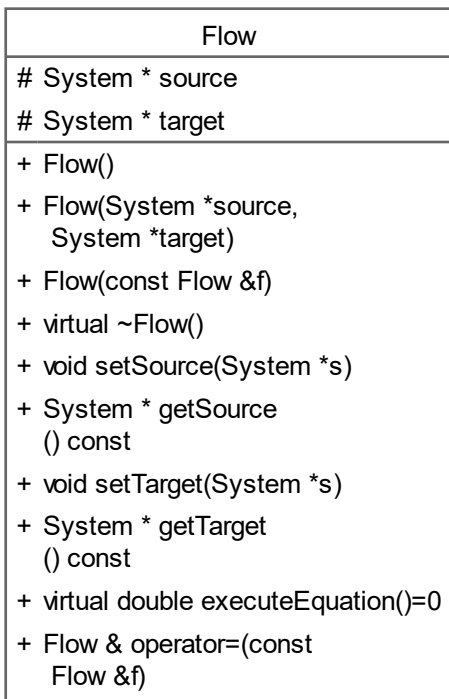 Flow
# System * source
# System * target
+ Flow()
+ Flow(System *source,
System *target)
+ Flow(const Flow &f)
+ virtual ~Flow()
+ void setSource(System *s)
+ System * getSource
() const
+ void setTarget(System *s)
+ System * getTarget
() const
+ virtual double executeEquation()=0
+ Flow & operator=(const
Flow &f)